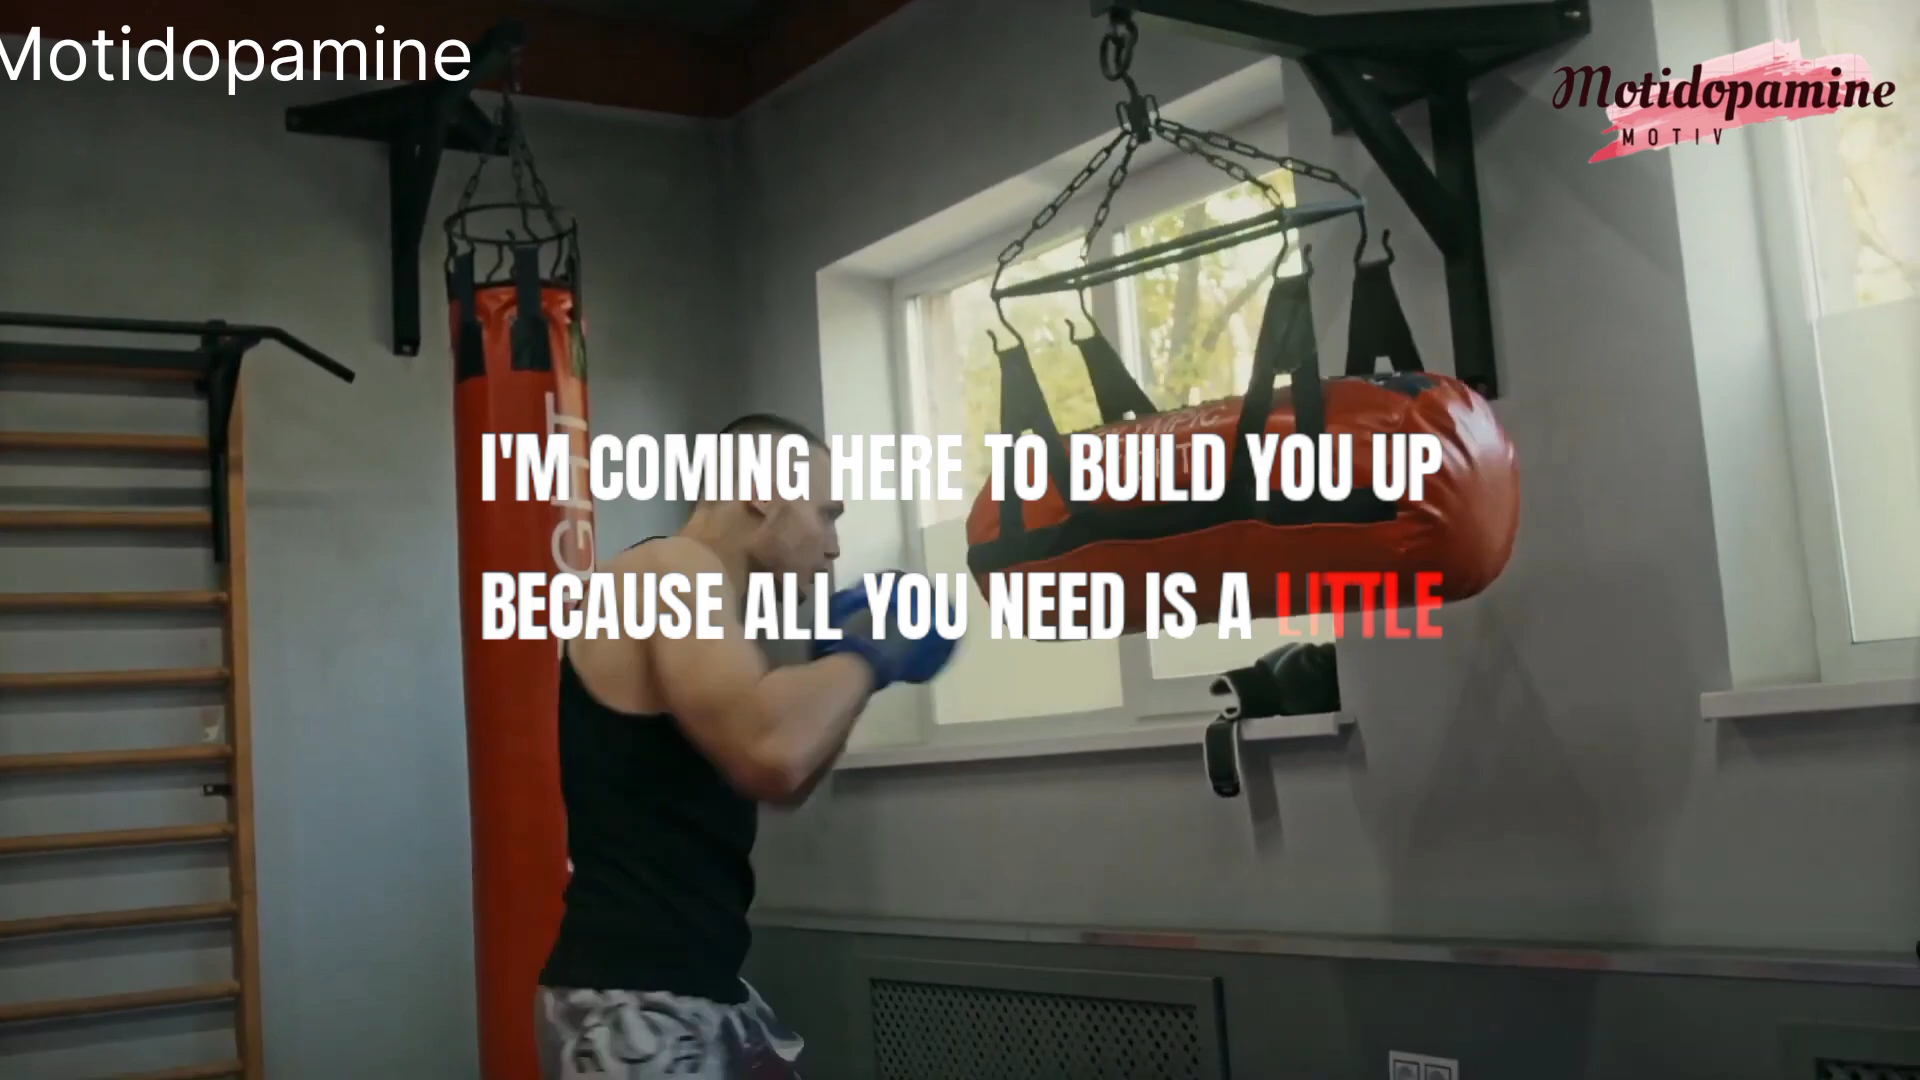 Motidopamine
Motidopamine
MOTIV
I'M COMING HERE TO BUILD YOU UP
BECAUSE ALL YOU NEED IS A LITTLE